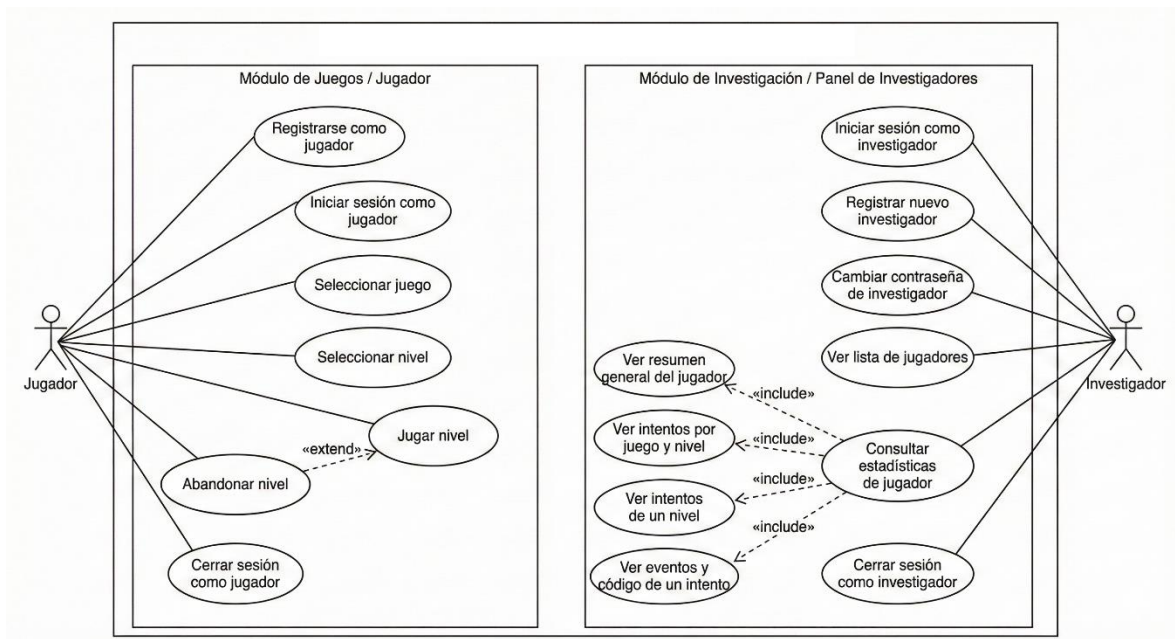 Módulo de Juegos / Jugador
Registrarse como
jugador
Iniciar sesión como
jugador
Seleccionar juego
Seleccionar nivel
Jugar nivel
«extend»
Abandonar nivel
Cerrar sesión
como jugador
Jugador
Módulo de Investigación / Panel de Investigadores
Iniciar sesión como
investigador
Registrar nuevo
investigador
Cambiar contraseña
de investigador
Ver lista de jugadores
Ver resumen
general del jugador
«include»
Ver intentos por
juego y nivel
«include»
Consultar
estadísticas
de jugador
Ver intentos
de un nivel
«include»
«include»
Ver eventos y
código de un intento
Cerrar sesión
como investigador
Investigador